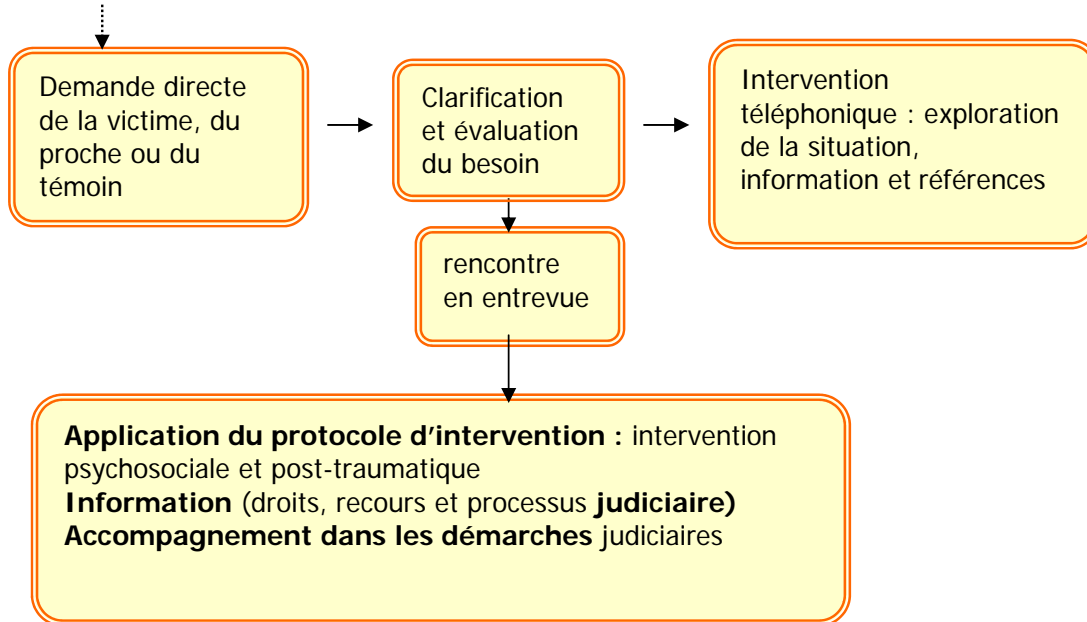 Demande directe
de la victime, du
proche ou du
témoin
Clarification
et évaluation
du besoin
Intervention
téléphonique : exploration
de la situation,
information et références
rencontre
en entrevue
Application du protocole d’intervention : intervention
psychosociale et post-traumatique
Information (droits, recours et processus judiciaire)
Accompagnement dans les démarches judiciaires